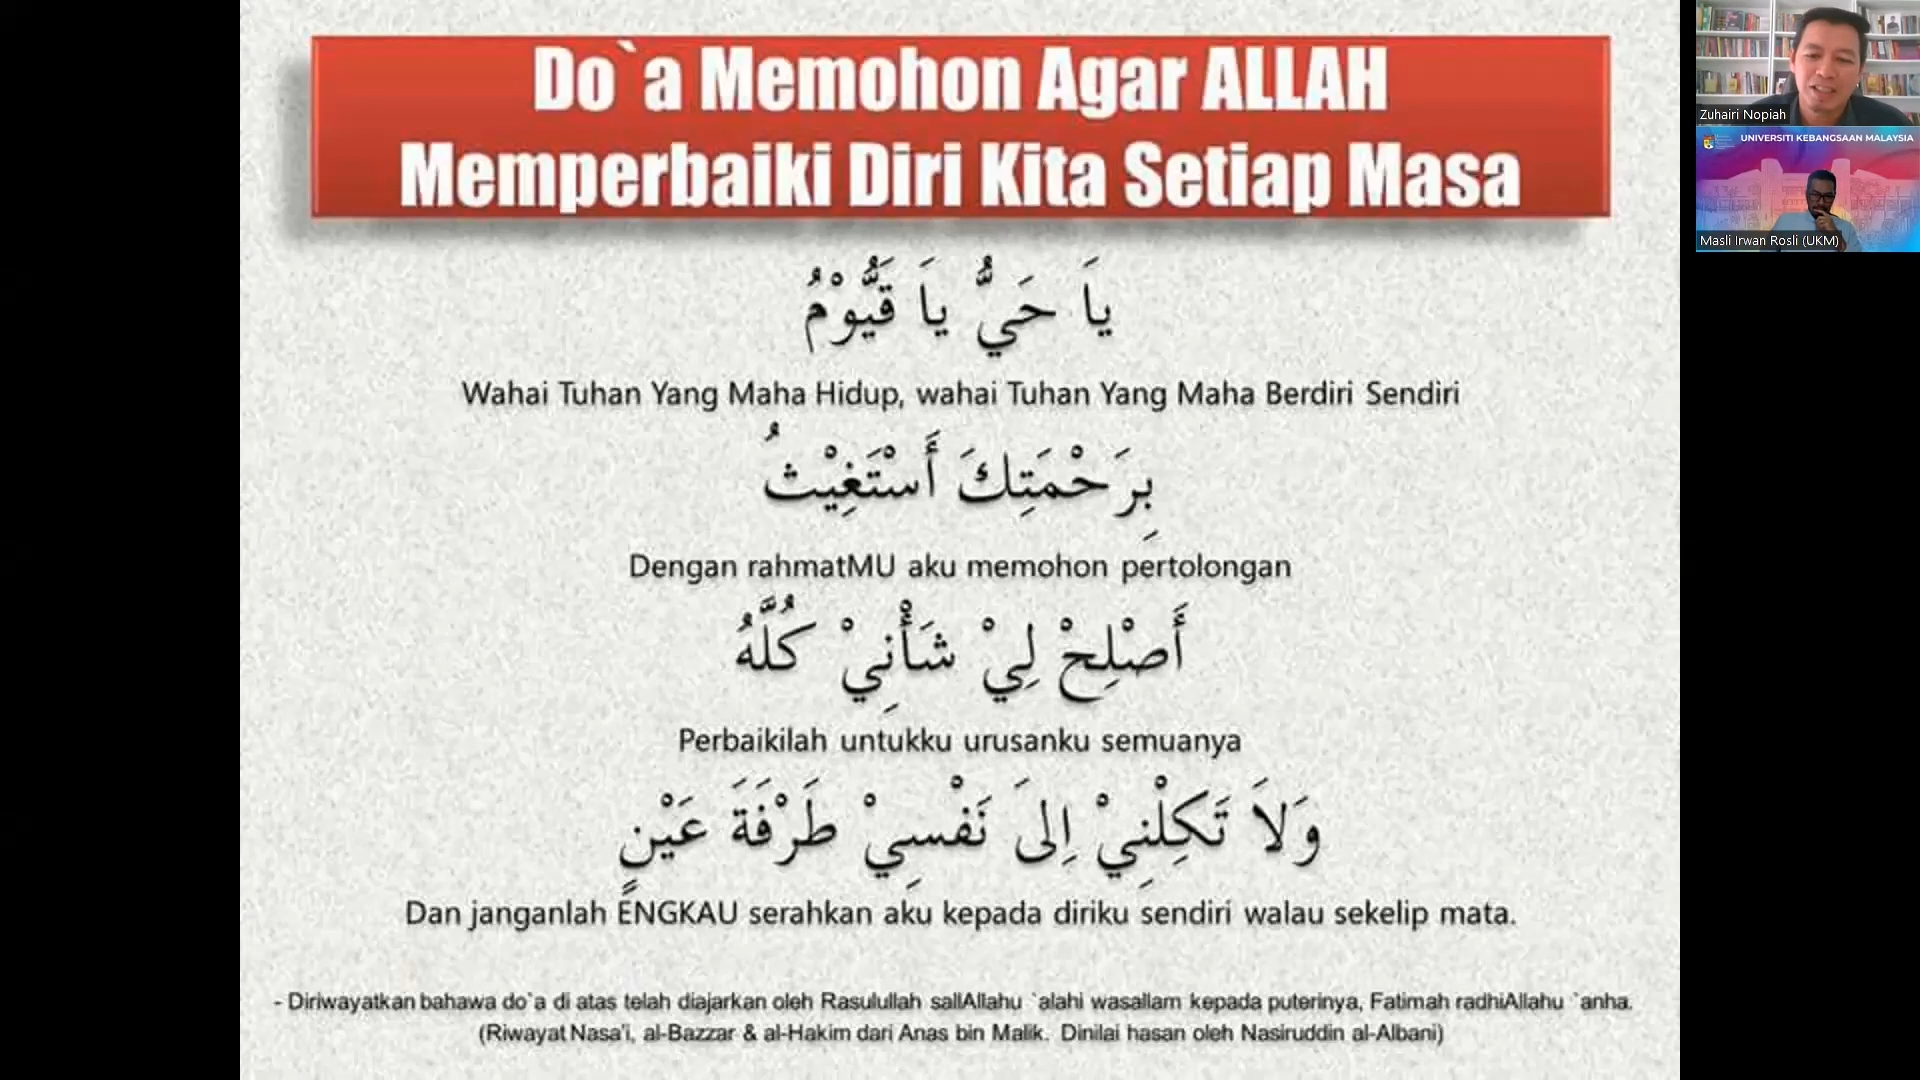 Do`a Memohon Agar ALLAH
Memperbaiki Diri Kita Setiap Masa
ياَ حَيُّ ياَ قَيُّوْمُ
Wahai Tuhan Yang Maha Hidup, wahai Tuhan Yang Maha Berdiri Sendiri
بِرَحْمَتِكَ أَسْتَغِيْثُ
Dengan rahmatMU aku memohon pertolongan
أَصْلِحْ لِيْ شَأْنِيْ كُلَّهُ
Perbaikilah untukku urusanku semuanya
وَلاَ تَكِلْنِيْ إِلىَ نَفْسِيْ طَرْفَةَ عَيْنٍ
Dan janganlah ENGKAU serahkan aku kepada diriku sendiri walau sekelip mata.
- Diriwayatkan bahawa do`a di atas telah diajarkan oleh Rasulullah sallAllahu `alahi wasallam kepada puterinya, Fatimah radhiAllahu `anha.
(Riwayat Nasa'i, al-Bazzar & al-Hakim dari Anas bin Malik. Dinilai hasan oleh Nasiruddin al-Albani)
Zuhairi Nopiah
UNIVERSITI KEBANGSAAN MALAYSIA
Masli Irwan Rosli (UKM)